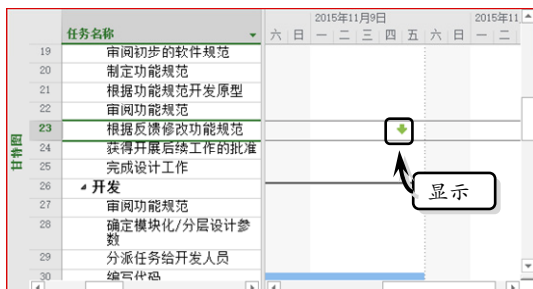 2015年11月9日 2015年11
任务名称 六 日 一 二 三 四 五 六 日 一 二
19 审阅初步的软件规范
20 制定功能规范
21 根据功能规范开发原型
22 审阅功能规范
23 根据反馈修改功能规范
24 获得开展后续工作的批准
25 完成设计工作
26 开发
27 审阅功能规范
28 确定模块化/分层设计参
数
29 分派任务给开发人员
30 编写代码
甘特图
显示